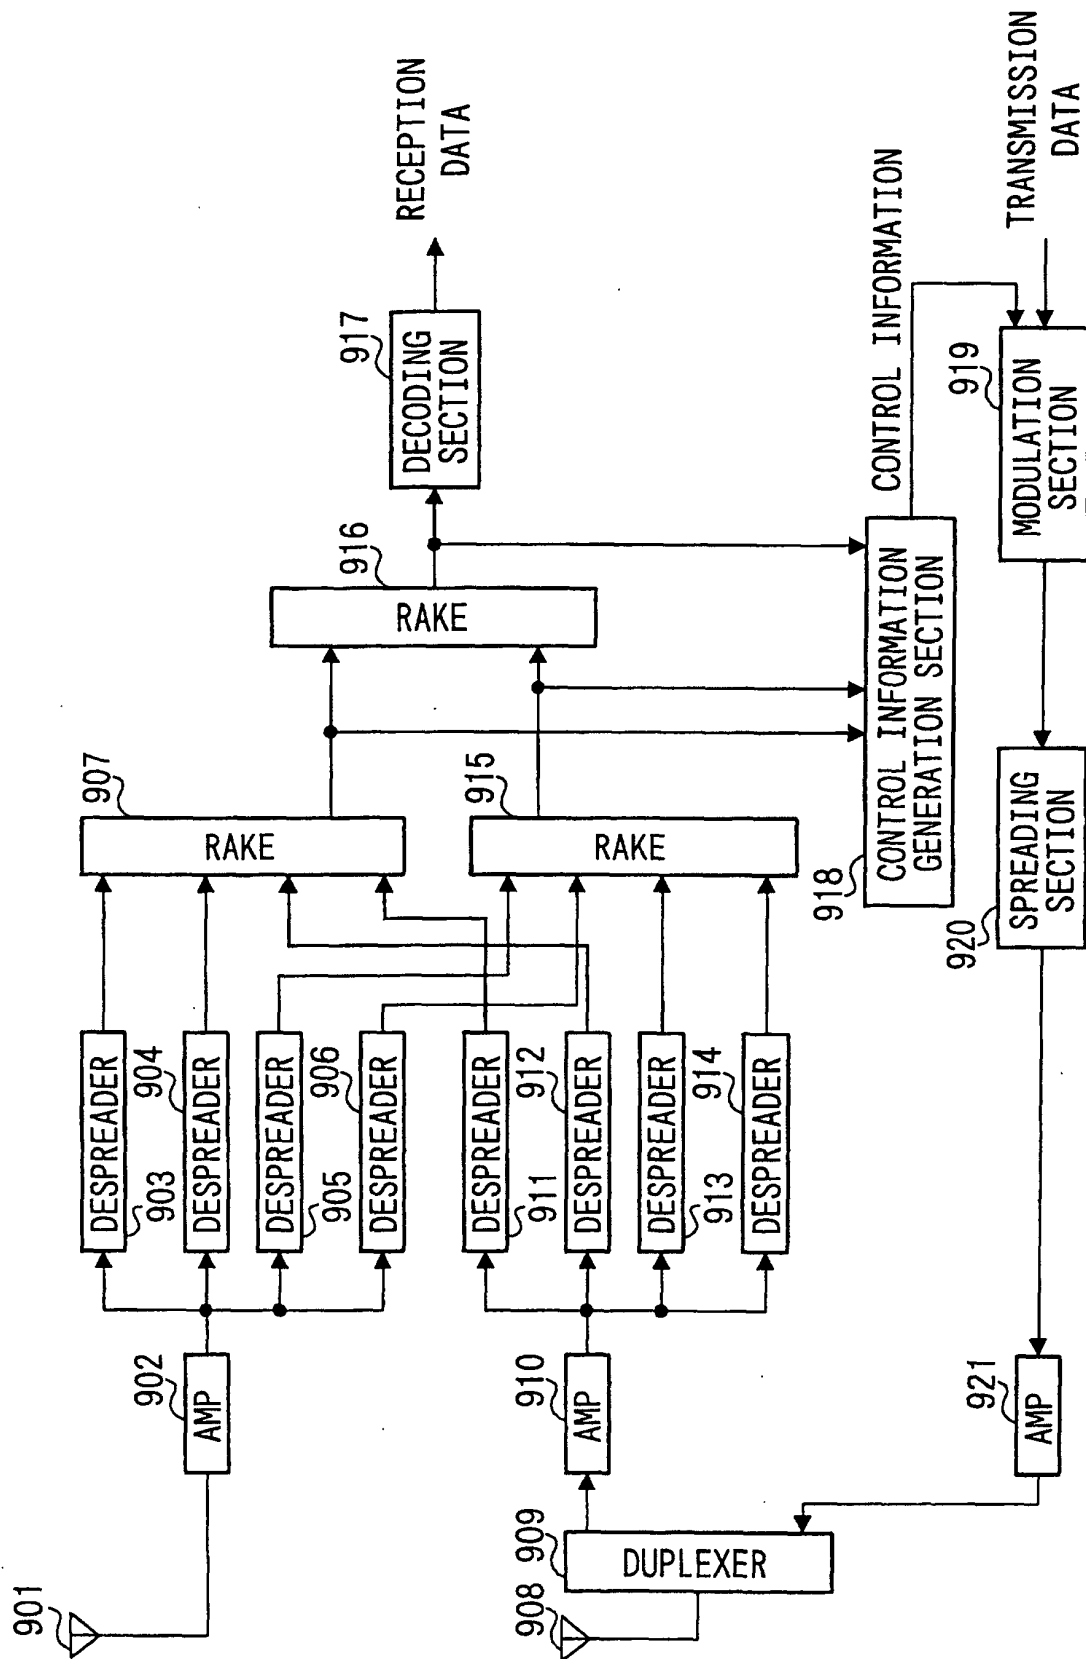 901
902
AMP
903
DESPREADER
904
DESPREADER
905
DESPREADER
906
DESPREADER
907
RAKE
908
909
DUPLEXER
910
AMP
911
DESPREADER
912
DESPREADER
913
DESPREADER
914
DESPREADER
915
RAKE
916
RAKE
917
DECODING
SECTION
RECEPTION
DATA
918
CONTROL INFORMATION
GENERATION SECTION
CONTROL INFORMATION
TRANSMISSION
DATA
919
MODULATION
SECTION
920
SPREADING
SECTION
921
AMP